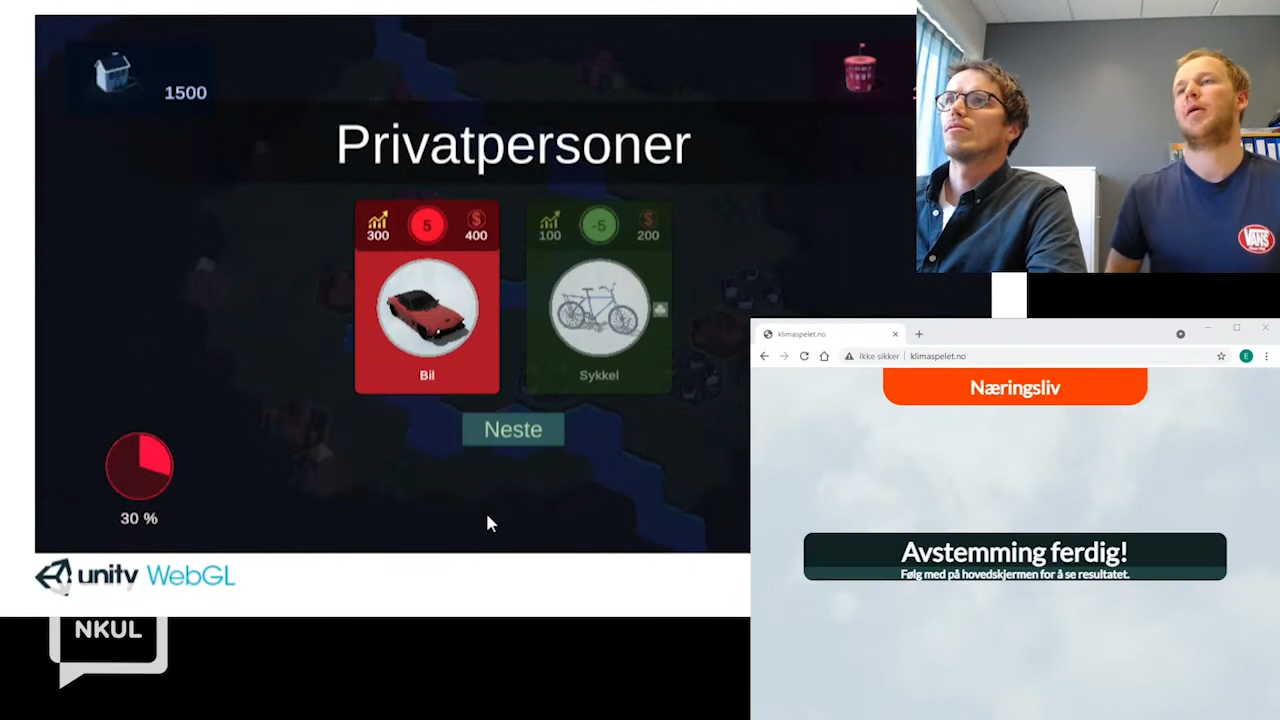 1500
Privatpersoner
300
5
$
400
100
-5
$
200
Bil
Sykkel
Neste
30 %
unity WebGL
NKUL
VANS
klimaspelet.no
Ikke sikker
klimaspelet.no
E
Næringsliv
Avstemming ferdig!
Følg med på hovedskjermen for å se resultatet.